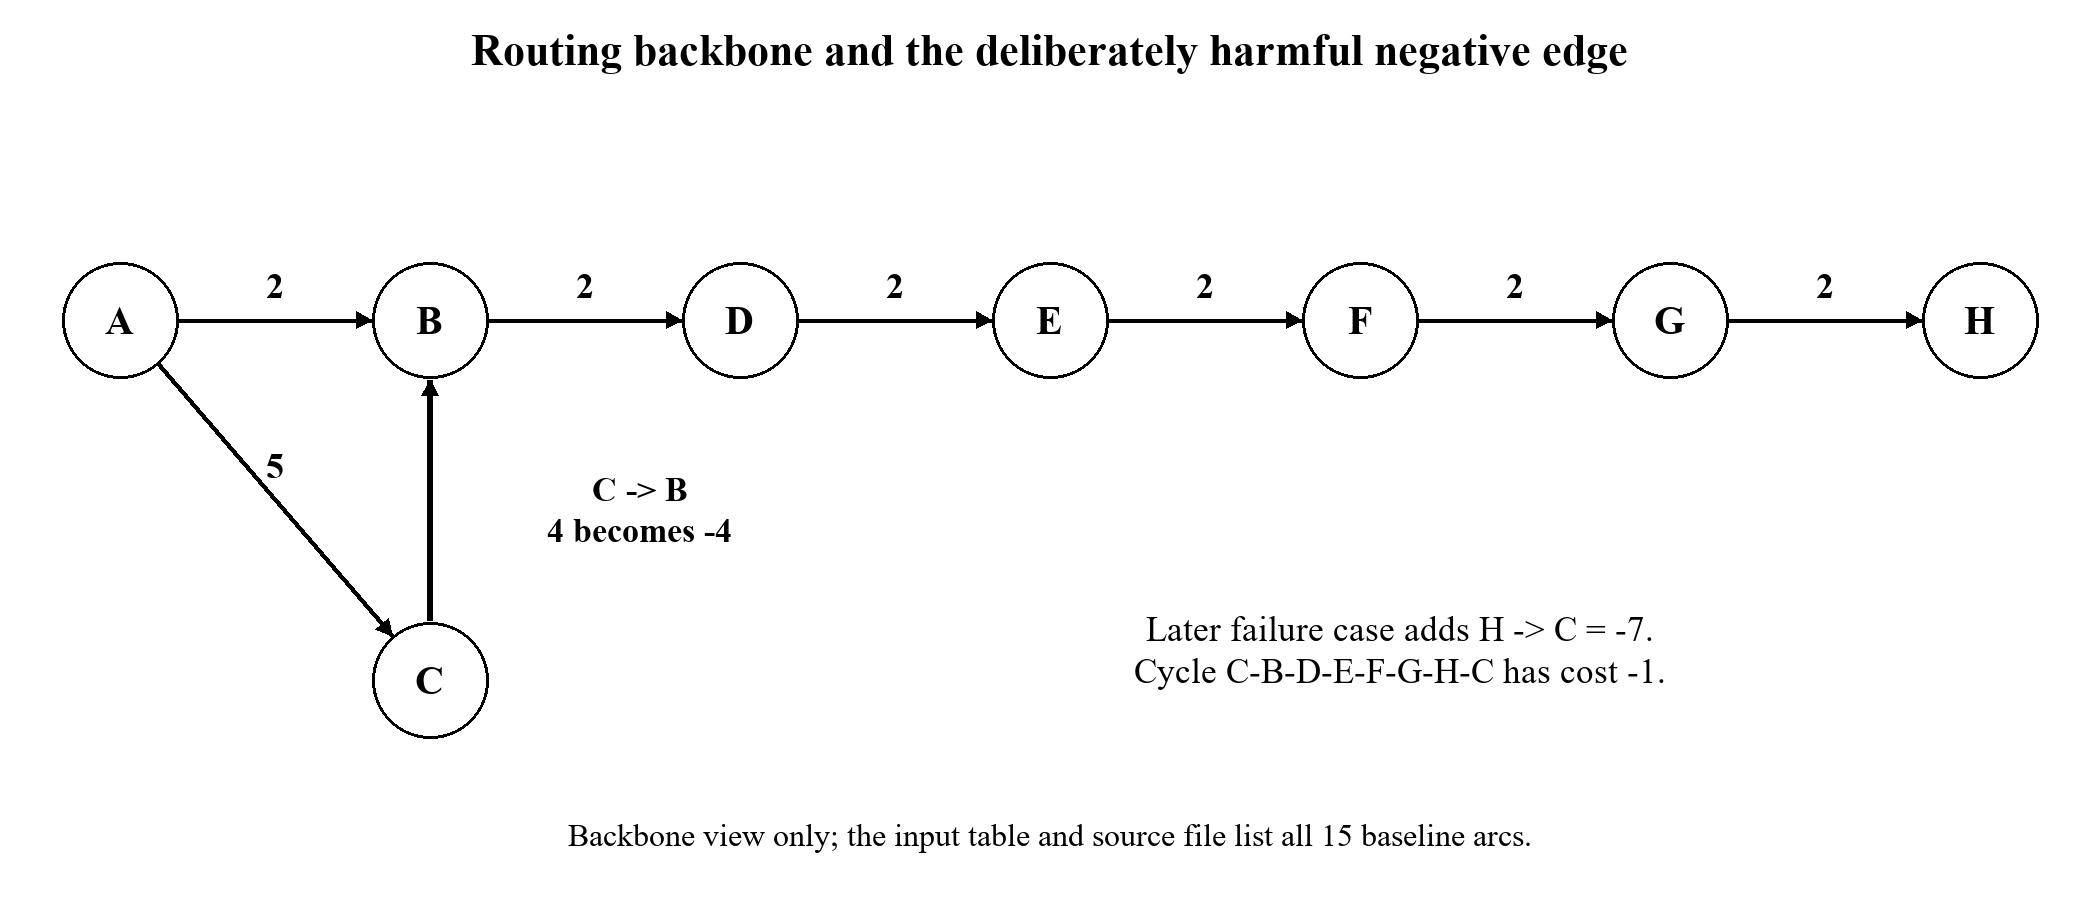 Routing backbone and the deliberately harmful negative edge
2 2 2 2 2 2
A B D E F G H
5
C -> B
4 becomes -4
Later failure case adds H -> C = -7.
Cycle C-B-D-E-F-G-H-C has cost -1.
C
Backbone view only; the input table and source file list all 15 baseline arcs.